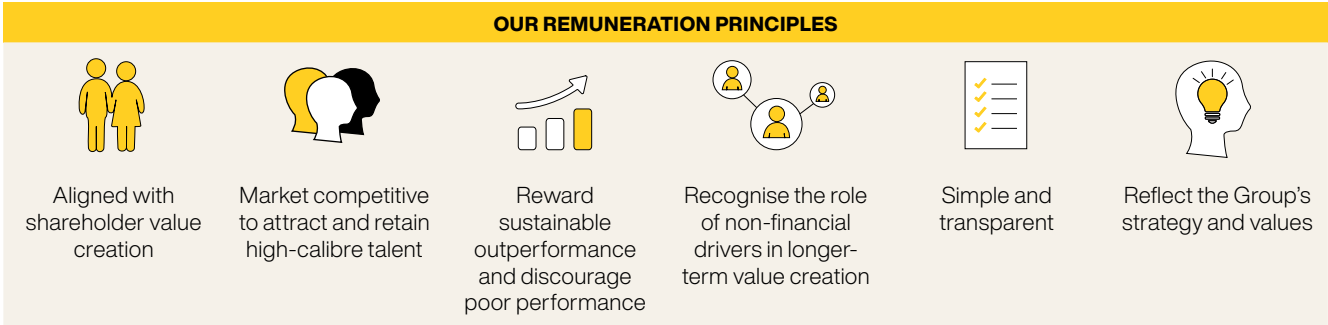 OUR REMUNERATION PRINCIPLES
Aligned with
shareholder value
creation
Market competitive
to attract and retain
high-calibre talent
Reward
sustainable
outperformance
and discourage
poor performance
Recognise the role
of non-financial
drivers in longer-
term value creation
Simple and
transparent
Reflect the Group's
strategy and values